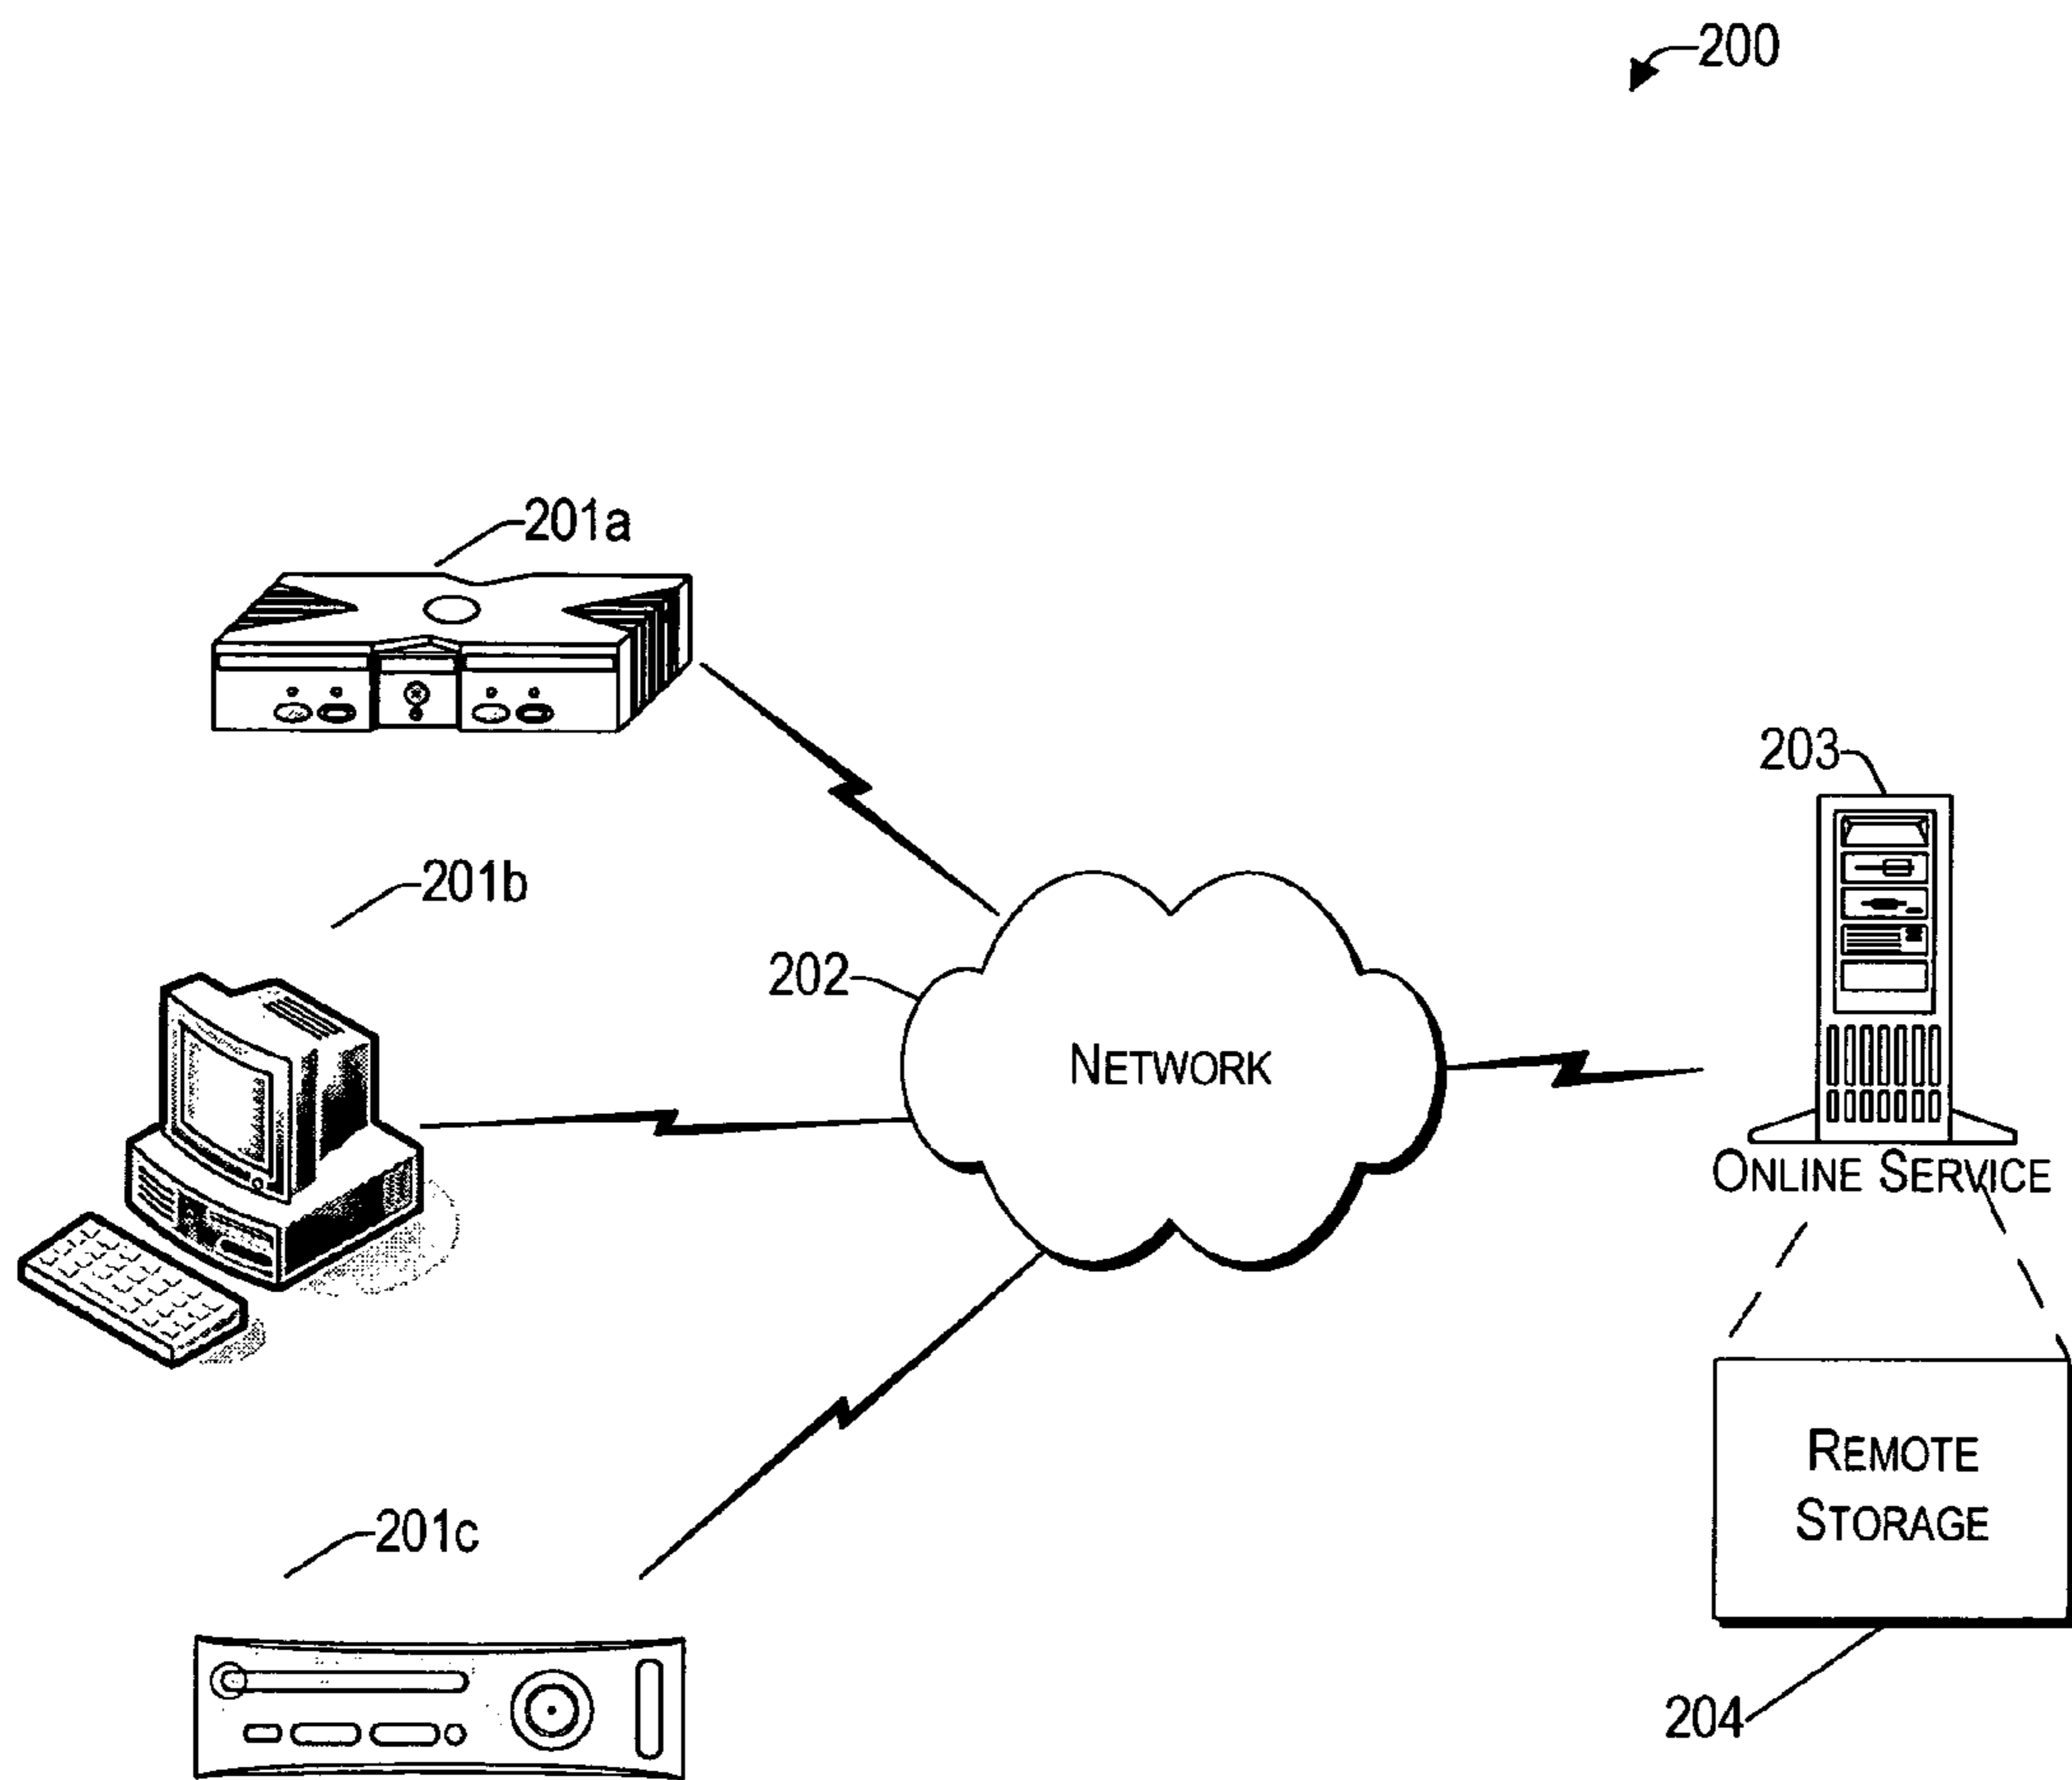 200
201a
203
201b
202
NETWORK
ONLINE SERVICE
201c
REMOTE
STORAGE
204